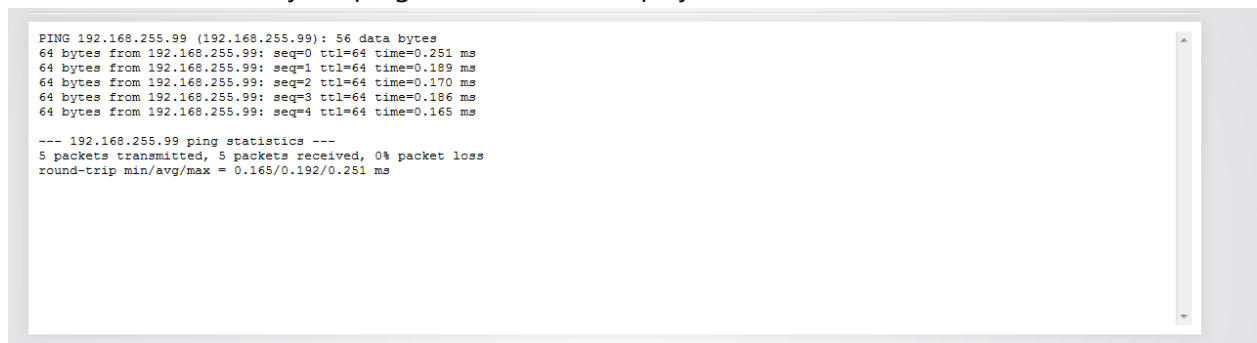 PING 192.168.255.99 (192.168.255.99): 56 data bytes
64 bytes from 192.168.255.99: seq=0 ttl=64 time=0.251 ms
64 bytes from 192.168.255.99: seq=1 ttl=64 time=0.189 ms
64 bytes from 192.168.255.99: seq=2 ttl=64 time=0.170 ms
64 bytes from 192.168.255.99: seq=3 ttl=64 time=0.186 ms
64 bytes from 192.168.255.99: seq=4 ttl=64 time=0.165 ms
--- 192.168.255.99 ping statistics ---
5 packets transmitted, 5 packets received, 0% packet loss
round-trip min/avg/max = 0.165/0.192/0.251 ms